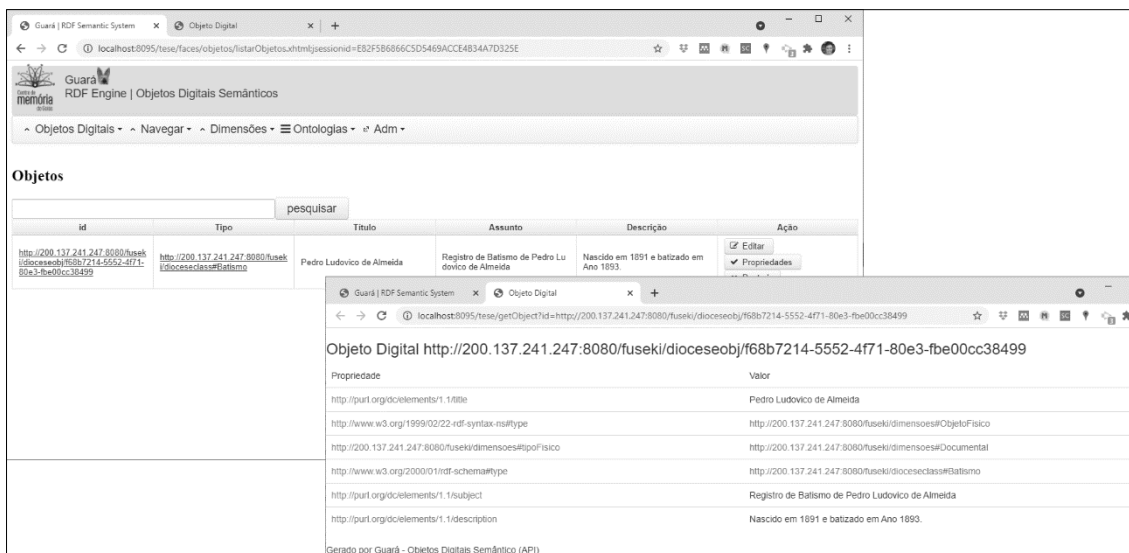 Guará | RDF Semantic System
Objeto Digital
localhost:8095/tese/faces/objetos/listarObjetos.xhtml;jsessionid=E82F5B6866C5D5469ACCE4B34A7D325E
Centro de
memória
Guará
RDF Engine | Objetos Digitais Semânticos
Objetos Digitais
Navegar
Dimensões
Ontologias
Adm
Objetos
pesquisar
id
Tipo
Título
Assunto
Descrição
Ação
http://200.137.241.247:8080/fusek
i/dioceseobj/f68b7214-5552-4f71-
80e3-fbe00cc38499
http://200.137.241.247:8080/fusek
i/dioceseclass#Batismo
Pedro Ludovico de Almeida
Registro de Batismo de Pedro Lu
dovico de Almeida
Nascido em 1891 e batizado em
Ano 1893.
Editar
Propriedades
Guará | RDF Semantic System
Objeto Digital
localhost:8095/tese/getObject?id=http://200.137.241.247:8080/fuseki/dioceseobj/f68b7214-5552-4f71-80e3-fbe00cc38499
Objeto Digital http://200.137.241.247:8080/fuseki/dioceseobj/f68b7214-5552-4f71-80e3-fbe00cc38499
Propriedade
Valor
http://purl.org/dc/elements/1.1/title
Pedro Ludovico de Almeida
http://www.w3.org/1999/02/22-rdf-syntax-ns#type
http://200.137.241.247:8080/fuseki/dimensoes#ObjetoFisico
http://200.137.241.247:8080/fuseki/dimensoes#tipoFisico
http://200.137.241.247:8080/fuseki/dimensoes#Documental
http://www.w3.org/2000/01/rdf-schema#type
http://200.137.241.247:8080/fuseki/dioceseclass#Batismo
http://purl.org/dc/elements/1.1/subject
Registro de Batismo de Pedro Ludovico de Almeida
http://purl.org/dc/elements/1.1/description
Nascido em 1891 e batizado em Ano 1893.
Gerado por Guará - Objetos Digitais Semântico (API)